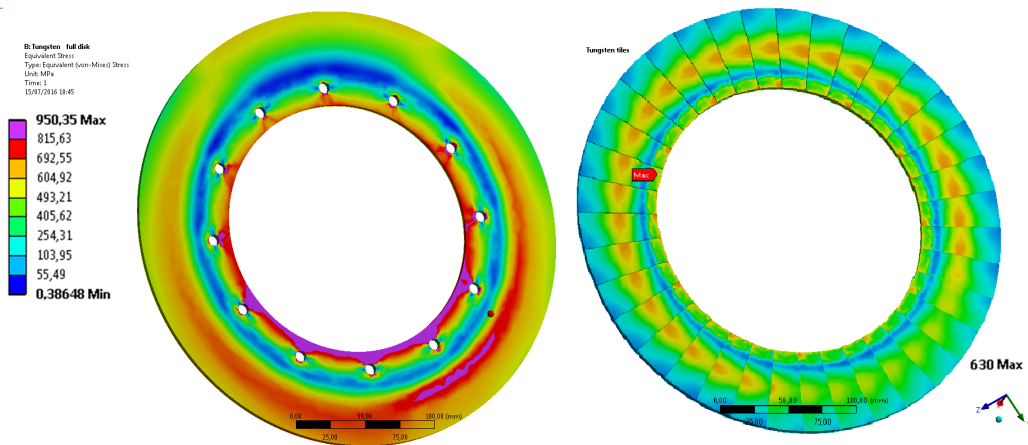 B: Tungsten full disk
Equivalent Stress
Type: Equivalent (von-Mises) Stress
Unit: MPa
Time: 1
15/07/2016 10:45
950,35 Max
815,63
692,55
604,92
493,21
405,62
254,31
103,95
55,49
0,38648 Min
0,00 50,00 100,00 (mm)
25,00 75,00
Tungsten tiles
Max
630 Max
0,00 50,00 100,00 (mm)
25,00 75,00
Z